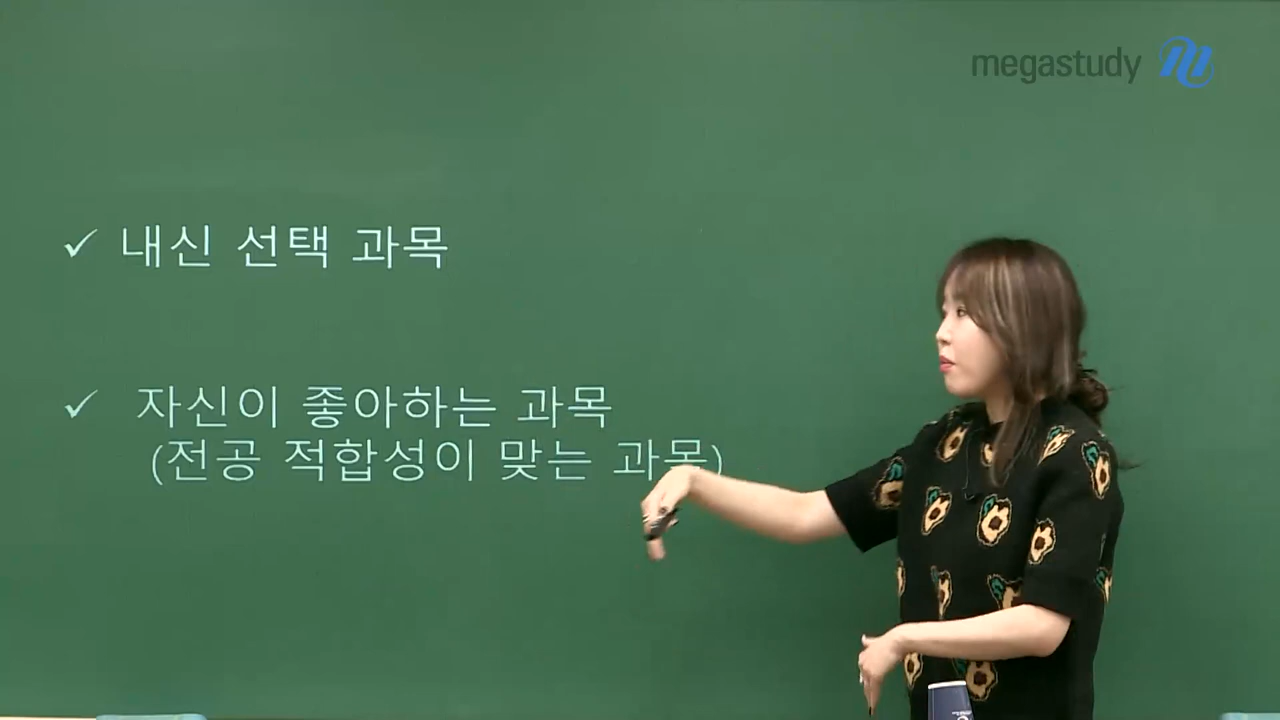 megastudy
✓ 내신 선택 과목
✓ 자신이 좋아하는 과목
(전공 적합성이 맞는 과목)